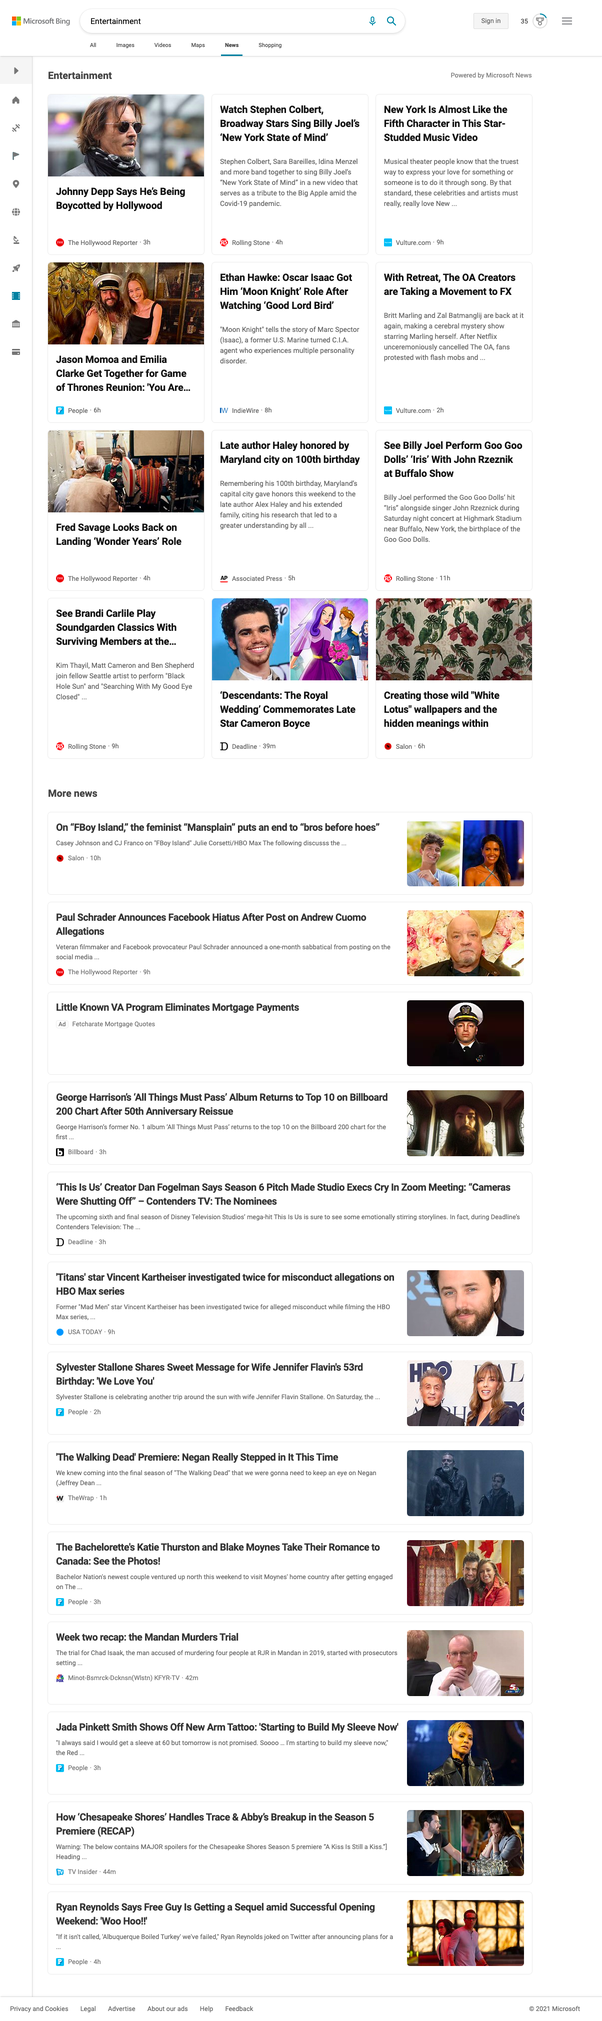 Microsoft Bing
Entertainment
Sign in
35
All
Images
Videos
Maps
News
Shopping
Entertainment
Powered by Microsoft News
Johnny Depp Says He's Being
Boycotted by Hollywood
The Hollywood Reporter · 3h
Watch Stephen Colbert,
Broadway Stars Sing Billy Joel's
'New York State of Mind'
Stephen Colbert, Sara Bareilles, Idina Menzel
and more band together to sing Billy Joel's
"New York State of Mind" in a new video that
serves as a tribute to the Big Apple amid the
Covid-19 pandemic.
Rolling Stone · 4h
New York Is Almost Like the
Fifth Character in This Star-
Studded Music Video
Musical theater people know that the truest
way to express your love for something or
someone is to do it through song. By that
standard, these celebrities and artists must
really, really love New ...
Vulture.com · 9h
Jason Momoa and Emilia
Clarke Get Together for Game
of Thrones Reunion: 'You Are...
People · 6h
Ethan Hawke: Oscar Isaac Got
Him 'Moon Knight' Role After
Watching 'Good Lord Bird'
"Moon Knight" tells the story of Marc Spector
(Isaac), a former U.S. Marine turned C.I.A.
agent who experiences multiple personality
disorder.
IndieWire · 8h
With Retreat, The OA Creators
are Taking a Movement to FX
Britt Marling and Zal Batmanglij are back at it
again, making a cerebral mystery show
starring Marling herself. After Netflix
unceremoniously cancelled The OA, fans
protested with flash mobs and ...
Vulture.com · 2h
Fred Savage Looks Back on
Landing 'Wonder Years' Role
The Hollywood Reporter · 4h
Late author Haley honored by
Maryland city on 100th birthday
Remembering his 100th birthday, Maryland's
capital city gave honors this weekend to the
late author Alex Haley and his extended
family, citing his research that led to a
greater understanding by all ...
AP
Associated Press · 5h
See Billy Joel Perform Goo Goo
Dolls' 'Iris' With John Rzeznik
at Buffalo Show
Billy Joel performed the Goo Goo Dolls' hit
"Iris" alongside singer John Rzeznick during
Saturday night concert at Highmark Stadium
near Buffalo, New York, the birthplace of the
Goo Goo Dolls.
Rolling Stone · 11h
See Brandi Carlile Play
Soundgarden Classics With
Surviving Members at the...
Kim Thayil, Matt Cameron and Ben Shepherd
join fellow Seattle artist to perform "Black
Hole Sun" and "Searching With My Good Eye
Closed" ...
Rolling Stone · 9h
'Descendants: The Royal
Wedding' Commemorates Late
Star Cameron Boyce
Deadline · 39m
Creating those wild "White
Lotus" wallpapers and the
hidden meanings within
Salon · 6h
More news
On "FBoy Island," the feminist "Mansplain" puts an end to "bros before hoes"
Casey Johnson and CJ Franco on "FBoy Island" Julie Corsetti/HBO Max The following discusss the ...
Salon · 10h
Paul Schrader Announces Facebook Hiatus After Post on Andrew Cuomo
Allegations
Veteran filmmaker and Facebook provocateur Paul Schrader announced a one-month sabbatical from posting on the
social media ...
The Hollywood Reporter · 9h
Little Known VA Program Eliminates Mortgage Payments
Ad Fetcharate Mortgage Quotes
George Harrison's 'All Things Must Pass' Album Returns to Top 10 on Billboard
200 Chart After 50th Anniversary Reissue
George Harrison's former No. 1 album 'All Things Must Pass' returns to the top 10 on the Billboard 200 chart for the
first ...
Billboard · 3h
'This Is Us' Creator Dan Fogelman Says Season 6 Pitch Made Studio Execs Cry In Zoom Meeting: "Cameras
Were Shutting Off" – Contenders TV: The Nominees
The upcoming sixth and final season of Disney Television Studios' mega-hit This Is Us is sure to see some emotionally stirring storylines. In fact, during Deadline's
Contenders Television: The ...
Deadline · 3h
'Titans' star Vincent Kartheiser investigated twice for misconduct allegations on
HBO Max series
Former "Mad Men" star Vincent Kartheiser has been investigated twice for alleged misconduct while filming the HBO
Max series, ...
USA TODAY · 9h
Sylvester Stallone Shares Sweet Message for Wife Jennifer Flavin's 53rd
Birthday: 'We Love You'
Sylvester Stallone is celebrating another trip around the sun with wife Jennifer Flavin Stallone. On Saturday, the ...
People · 2h
HBO
'The Walking Dead' Premiere: Negan Really Stepped in It This Time
We knew coming into the final season of "The Walking Dead" that we were gonna need to keep an eye on Negan
(Jeffrey Dean ...
TheWrap · 1h
The Bachelorette's Katie Thurston and Blake Moynes Take Their Romance to
Canada: See the Photos!
Bachelor Nation's newest couple ventured up north this weekend to visit Moynes' home country after getting engaged
on The ...
People · 3h
Week two recap: the Mandan Murders Trial
The trial for Chad Isaak, the man accused of murdering four people at RJR in Mandan in 2019, started with prosecutors
setting ...
Minot-Bsmrck-Dcknsn(Wlstn) KFYR-TV · 42m
Jada Pinkett Smith Shows Off New Arm Tattoo: 'Starting to Build My Sleeve Now'
"I always said I would get a sleeve at 60 but tomorrow is not promised. Soooo … I'm starting to build my sleeve now,"
the Red ...
People · 3h
How 'Chesapeake Shores' Handles Trace & Abby's Breakup in the Season 5
Premiere (RECAP)
Warning: The below contains MAJOR spoilers for the Chesapeake Shores Season 5 premiere "A Kiss Is Still a Kiss."]
Heading ...
TV Insider · 44m
Ryan Reynolds Says Free Guy Is Getting a Sequel amid Successful Opening
Weekend: 'Woo Hoo!!'
"If it isn't called, 'Albuquerque Boiled Turkey' we've failed," Ryan Reynolds joked on Twitter after announcing plans for a
...
People · 4h
Privacy and Cookies
Legal
Advertise
About our ads
Help
Feedback
© 2021 Microsoft